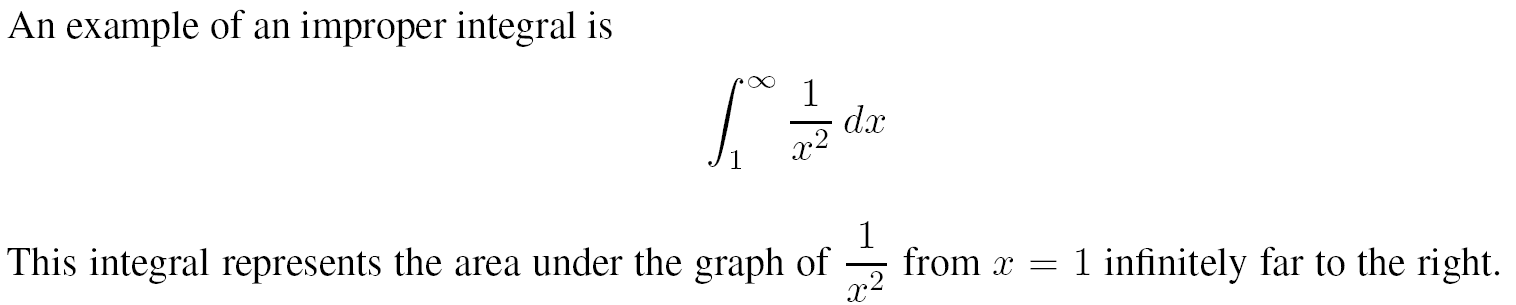 An example of an improper integral is
∫₁^∞ 1/x² dx
This integral represents the area under the graph of 1/x² from x = 1 infinitely far to the right.